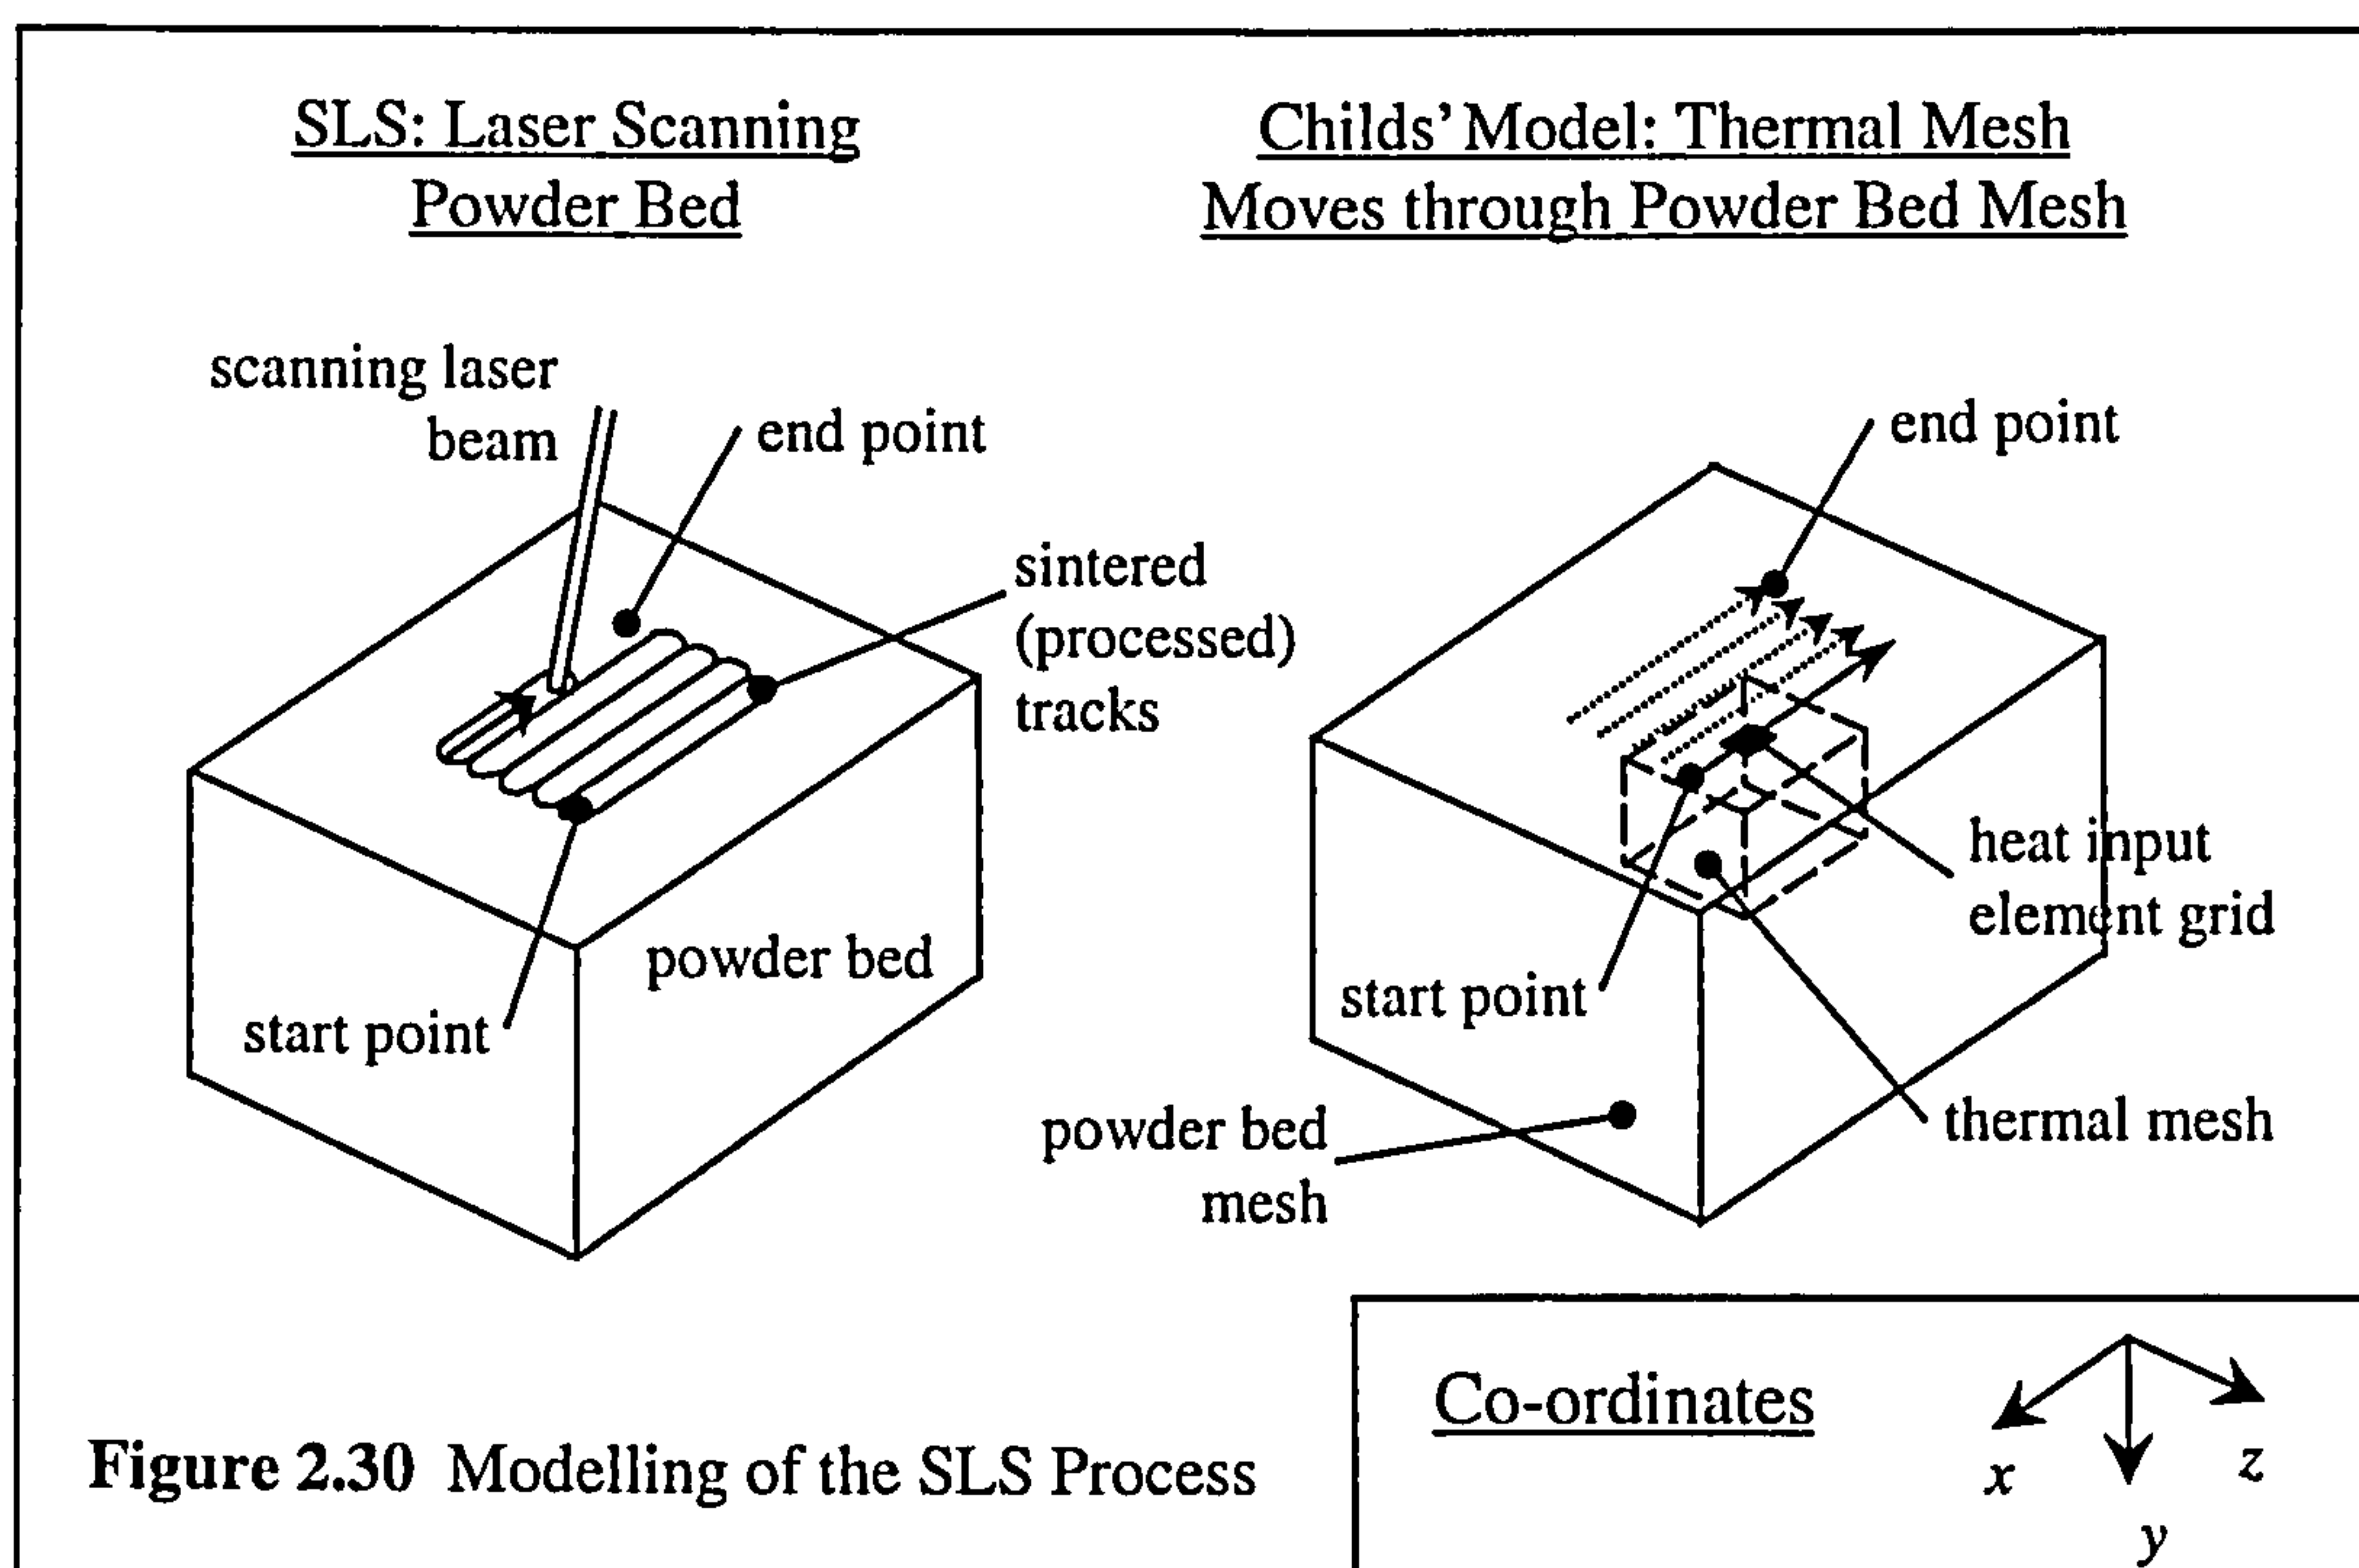 SLS: Laser Scanning
Powder Bed
Childs' Model: Thermal Mesh
Moves through Powder Bed Mesh
scanning laser
beam
end point
sintered
(processed)
tracks
start point
powder bed
end point
heat input
element grid
start point
thermal mesh
powder bed
mesh
Co-ordinates
x
y
z
Figure 2.30 Modelling of the SLS Process